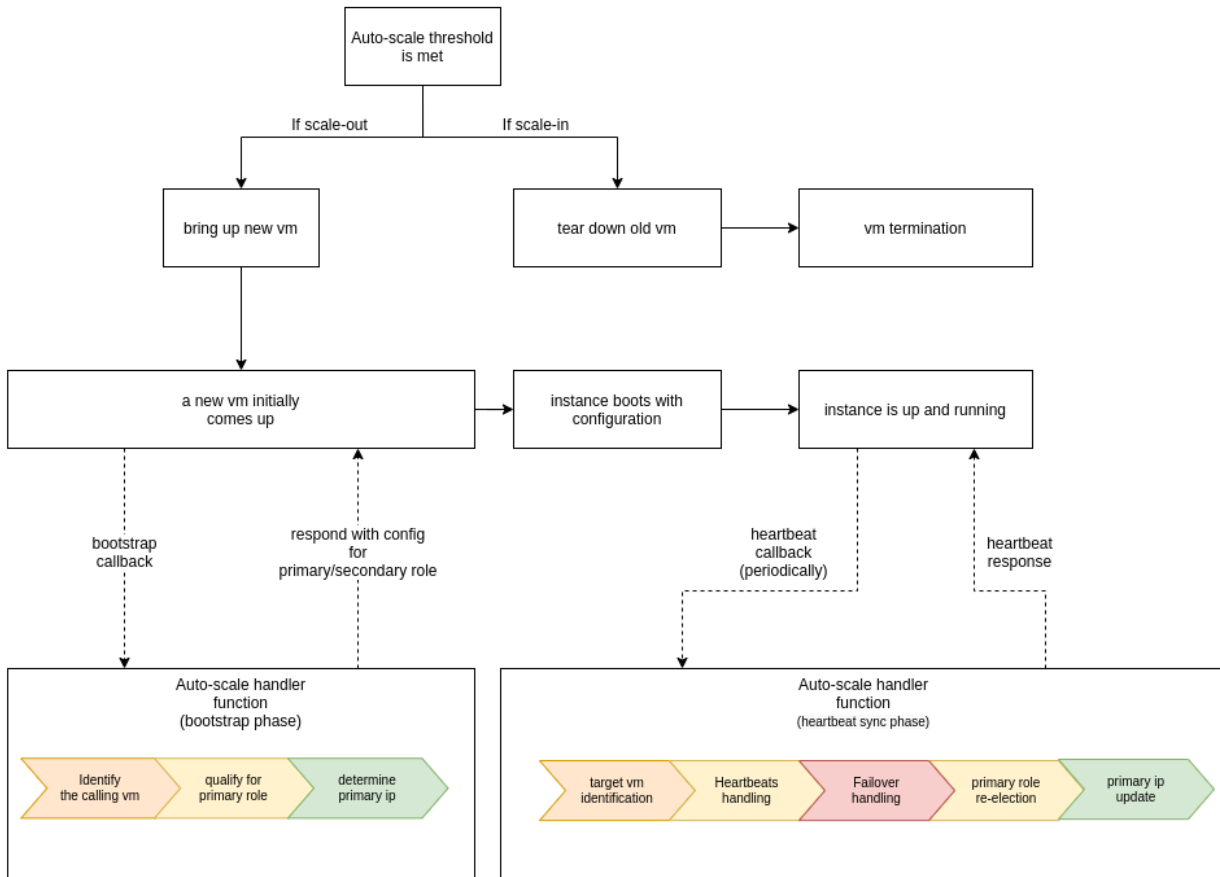 Auto-scale threshold
is met
If scale-out
If scale-in
bring up new vm
tear down old vm
vm termination
a new vm initially
comes up
instance boots with
configuration
instance is up and running
bootstrap
callback
respond with config
for
primary/secondary role
heartbeat
callback
(periodically)
heartbeat
response
Auto-scale handler
function
(bootstrap phase)
Identify
the calling vm
qualify for
primary role
determine
primary ip
Auto-scale handler
function
(heartbeat sync phase)
target vm
identification
Heartbeats
handling
Failover
handling
primary role
re-election
primary ip
update